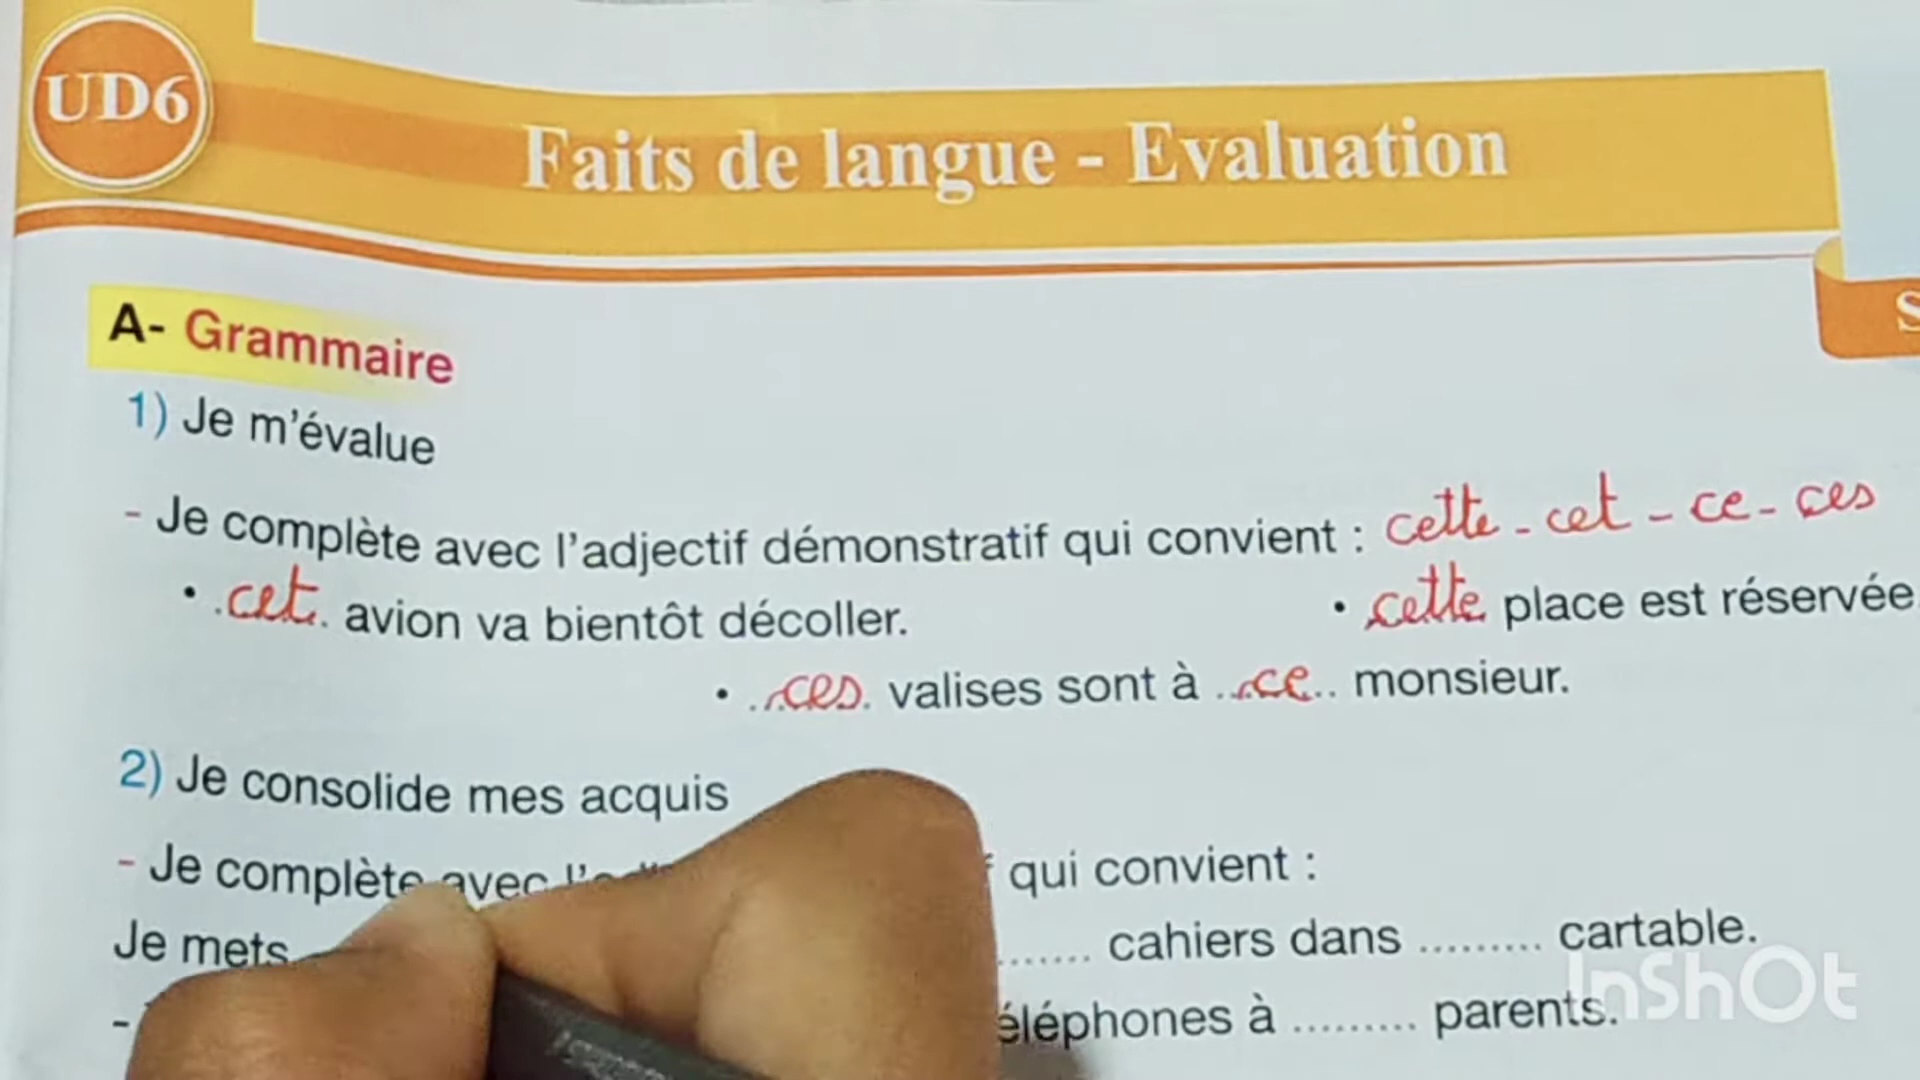 UD6
Faits de langue - Evaluation
S
A- Grammaire
1) Je m'évalue
- Je complète avec l'adjectif démonstratif qui convient : cette - cet - ce - ces
• .cet. avion va bientôt décoller.
• cette place est réservée.
• ..ces. valises sont à ...ce.. monsieur.
2) Je consolide mes acquis
- Je complète avec qui convient :
Je mets ....... cahiers dans ......... cartable.
- éléphones à ......... parents.
InShOt